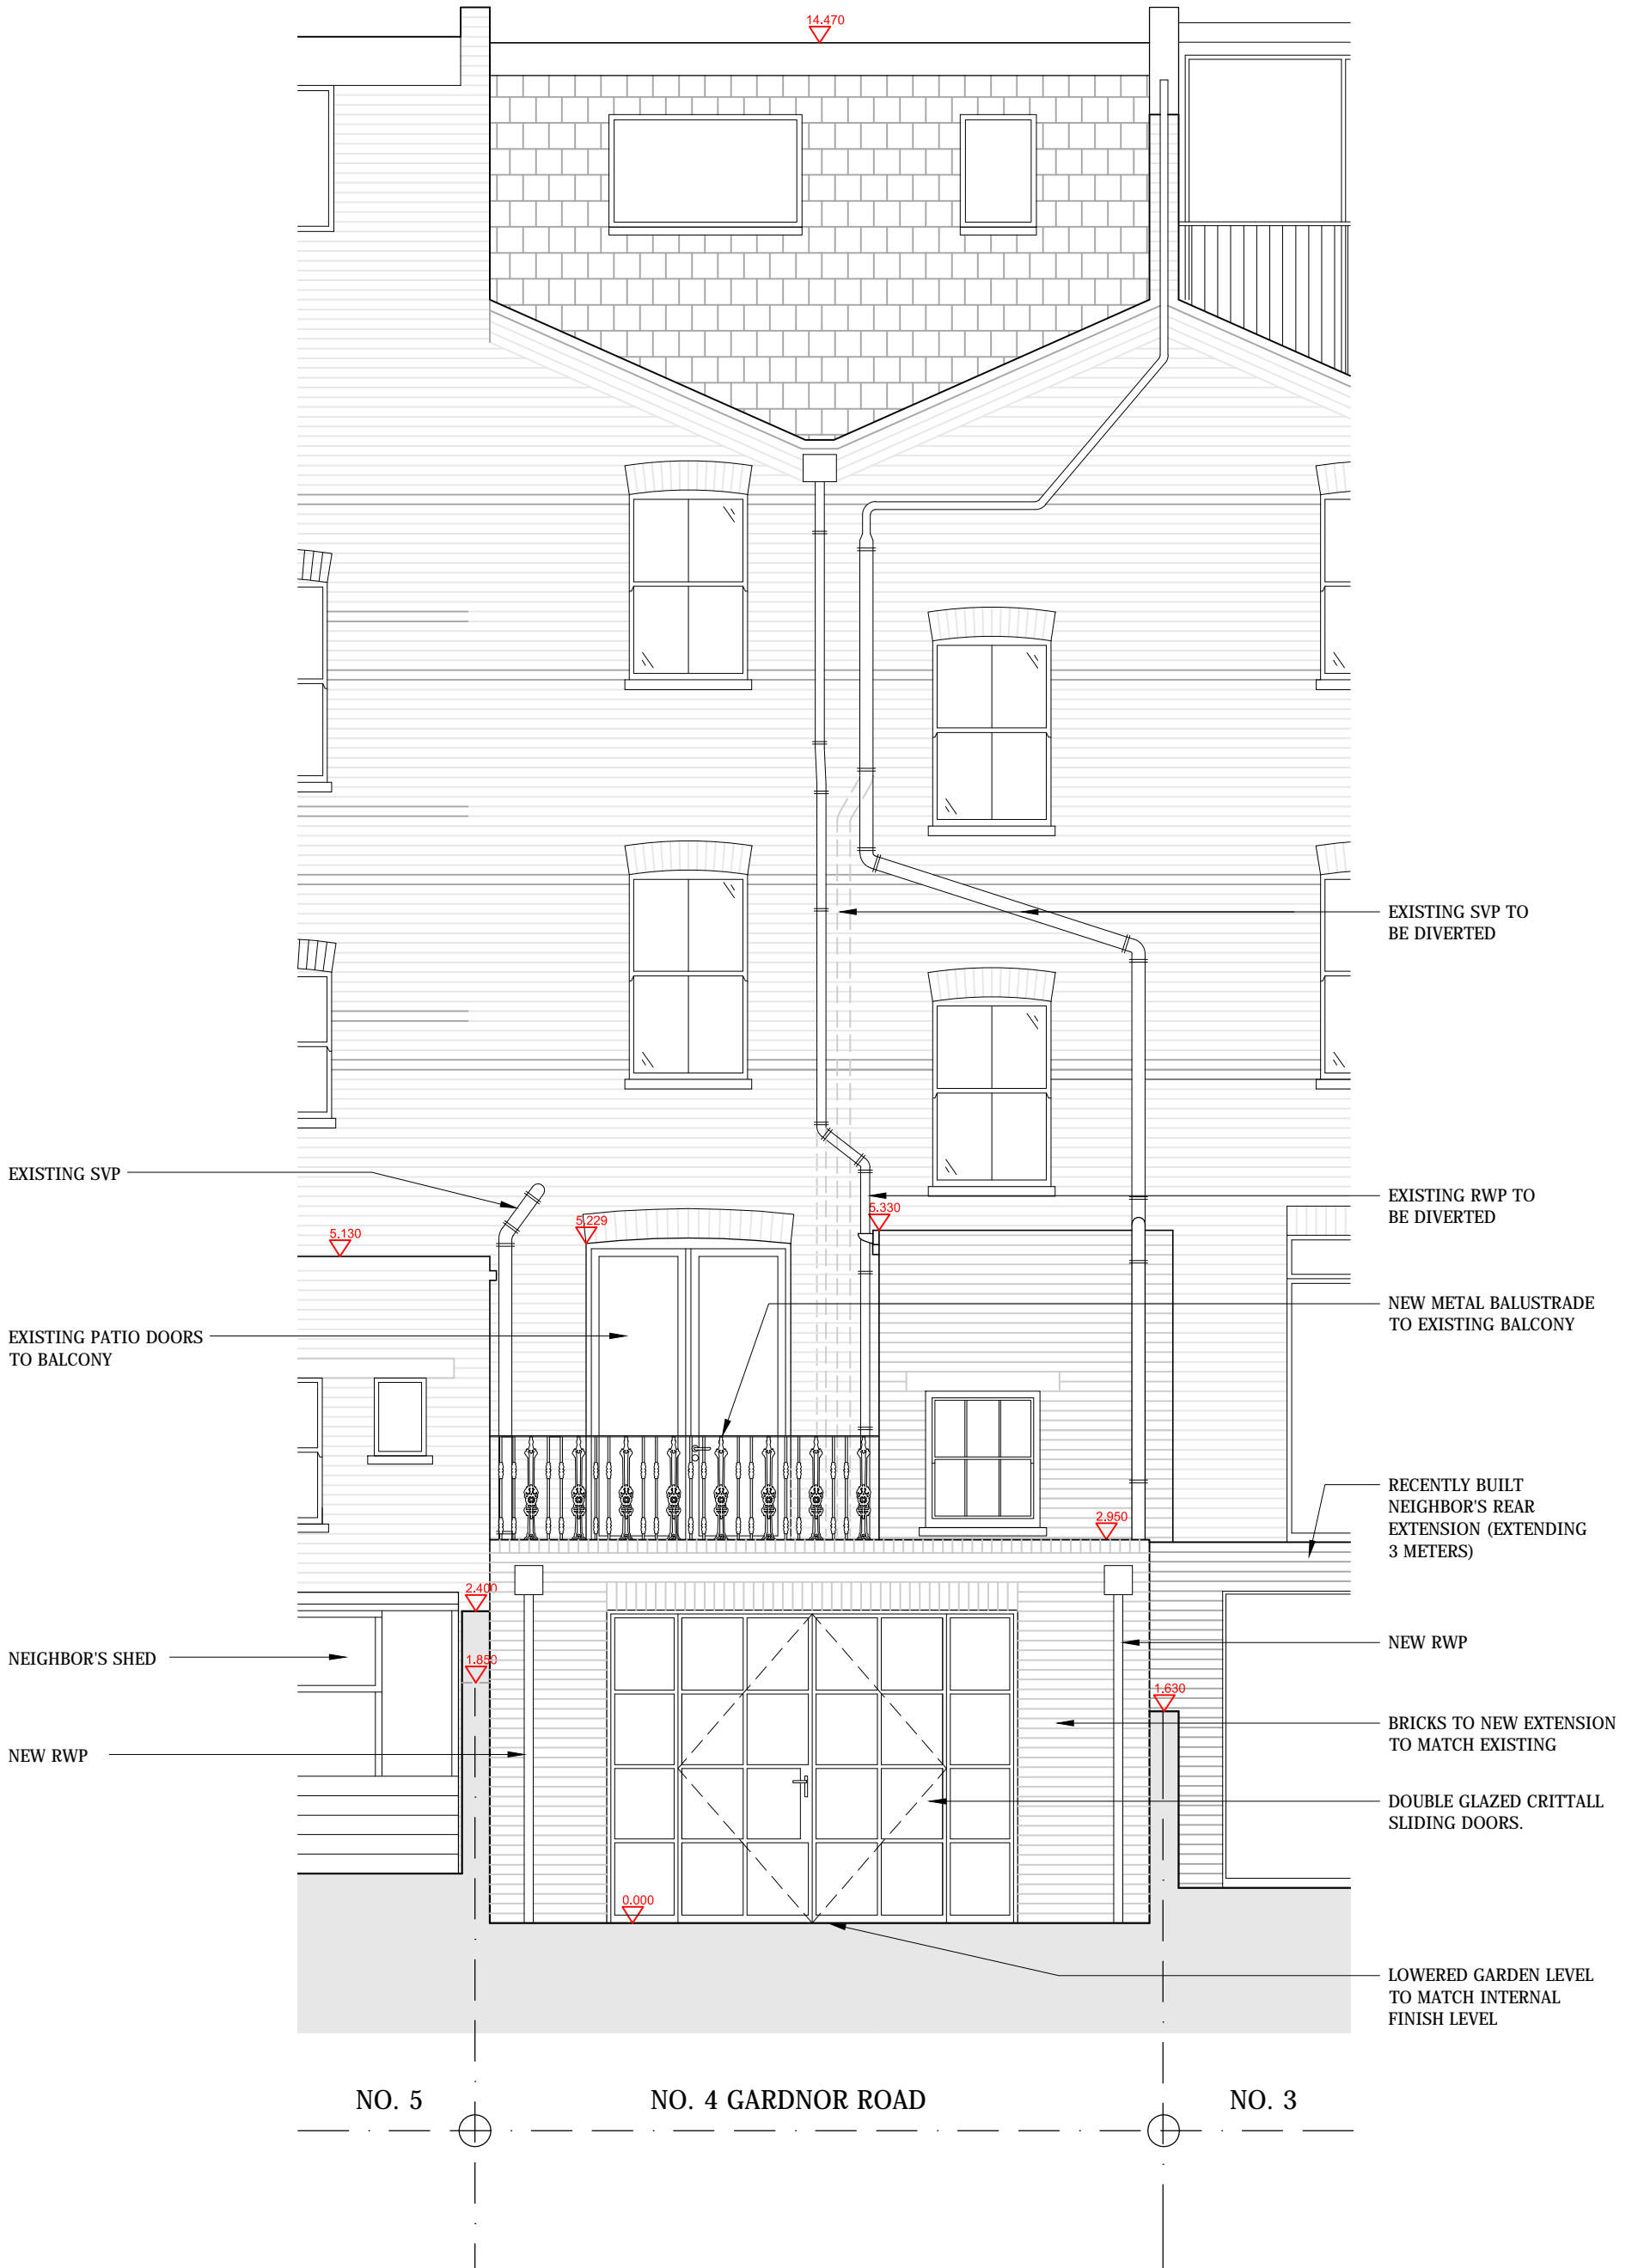 14.470
EXISTING SVP TO
BE DIVERTED
EXISTING SVP
EXISTING RWP TO
BE DIVERTED
5.330
5.229
5.130
NEW METAL BALUSTRADE
TO EXISTING BALCONY
EXISTING PATIO DOORS
TO BALCONY
RECENTLY BUILT
NEIGHBOR'S REAR
EXTENSION (EXTENDING
3 METERS)
2.950
2.400
NEIGHBOR'S SHED
1.850
NEW RWP
1.630
BRICKS TO NEW EXTENSION
TO MATCH EXISTING
NEW RWP
DOUBLE GLAZED CRITTALL
SLIDING DOORS.
0.000
LOWERED GARDEN LEVEL
TO MATCH INTERNAL
FINISH LEVEL
NO. 5
NO. 4 GARDNOR ROAD
NO. 3